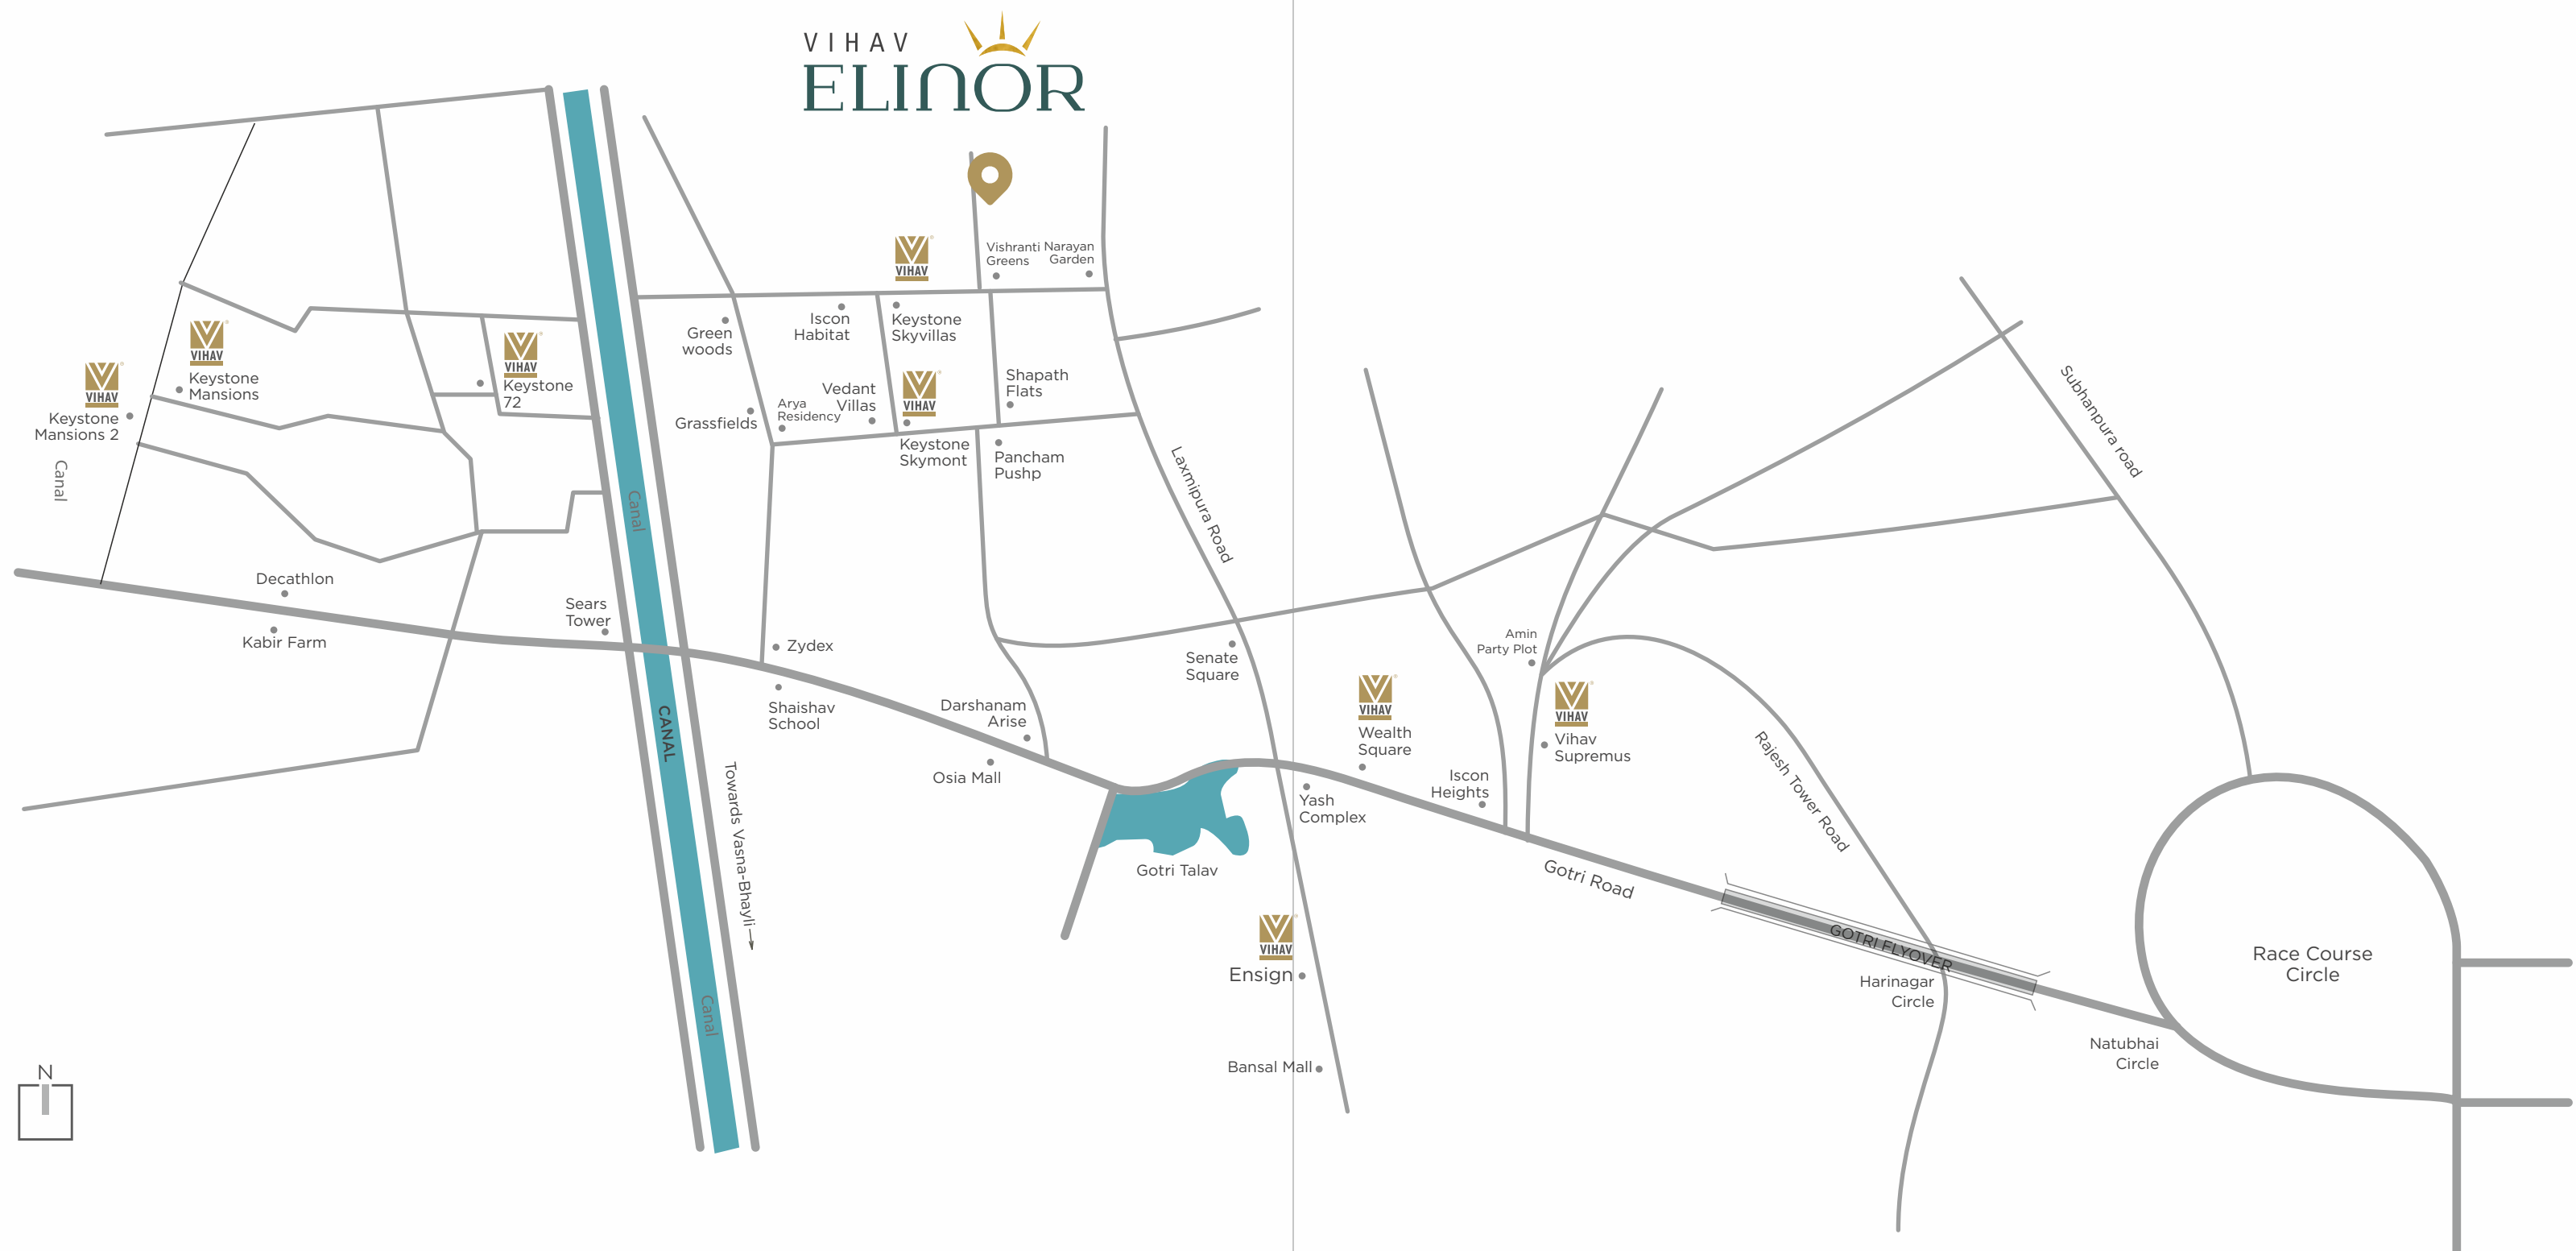 VIHAV
ELINOR
VIHAV
Vishranti
Greens
Narayan
Garden
VIHAV
Keystone
Mansions
VIHAV
Keystone
Mansions 2
Canal
VIHAV
Keystone
72
Green
woods
Iscon
Habitat
Keystone
Skyvillas
Grassfields
Arya
Residency
Vedant
Villas
VIHAV
Keystone
Skymont
Shapath
Flats
Pancham
Pushp
Laxmipura Road
Subhanpura road
Canal
Decathlon
Kabir Farm
Sears
Tower
Zydex
Shaishav
School
CANAL
Towards Vasna-Bhayli
Canal
Darshanam
Arise
Osia Mall
Gotri Talav
Senate
Square
VIHAV
Wealth
Square
Yash
Complex
Iscon
Heights
Amin
Party Plot
VIHAV
Vihav
Supremus
Rajesh Tower Road
Gotri Road
GOTRI FLYOVER
Harinagar
Circle
Natubhai
Circle
Race Course
Circle
VIHAV
Ensign
Bansal Mall
N